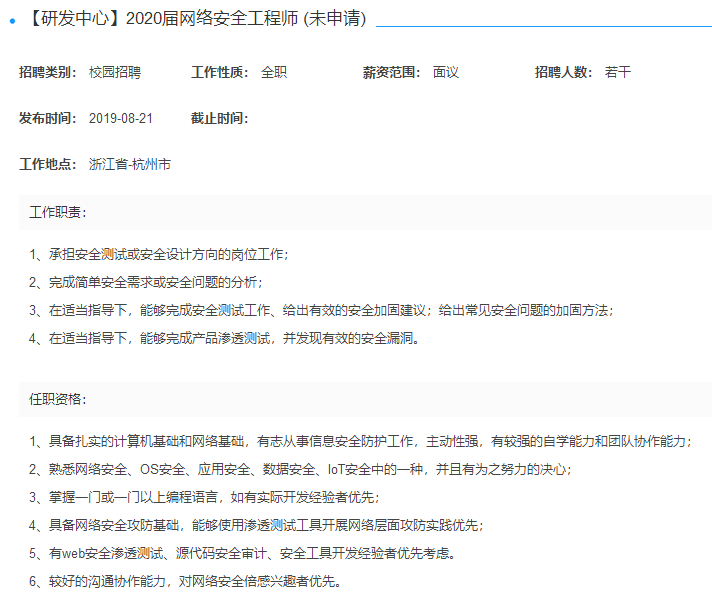 【研发中心】2020届网络安全工程师 (未申请)
招聘类别： 校园招聘 工作性质： 全职 薪资范围： 面议 招聘人数： 若干
发布时间： 2019-08-21 截止时间：
工作地点： 浙江省-杭州市
工作职责：
1、承担安全测试或安全设计方向的岗位工作；
2、完成简单安全需求或安全问题的分析；
3、在适当指导下，能够完成安全测试工作、给出有效的安全加固建议；给出常见安全问题的加固方法；
4、在适当指导下，能够完成产品渗透测试，并发现有效的安全漏洞。
任职资格：
1、具备扎实的计算机基础和网络基础，有志从事信息安全防护工作，主动性强，有较强的自学能力和团队协作能力；
2、熟悉网络安全、OS安全、应用安全、数据安全、IoT安全中的一种，并且有为之努力的决心；
3、掌握一门或一门以上编程语言，如有实际开发经验者优先；
4、具备网络安全攻防基础，能够使用渗透测试工具开展网络层面攻防实践优先；
5、有web安全渗透测试、源代码安全审计、安全工具开发经验者优先考虑。
6、较好的沟通协作能力，对网络安全倍感兴趣者优先。